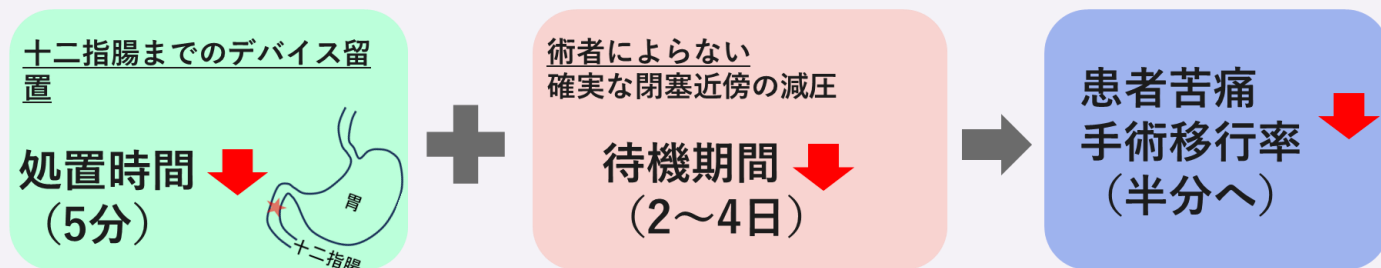 十二指腸までのデバイス留
置
処置時間
（5分）
胃
十二指腸
術者によらない
確実な閉塞近傍の減圧
待機期間
（2〜4日）
患者苦痛
手術移行率
（半分へ）